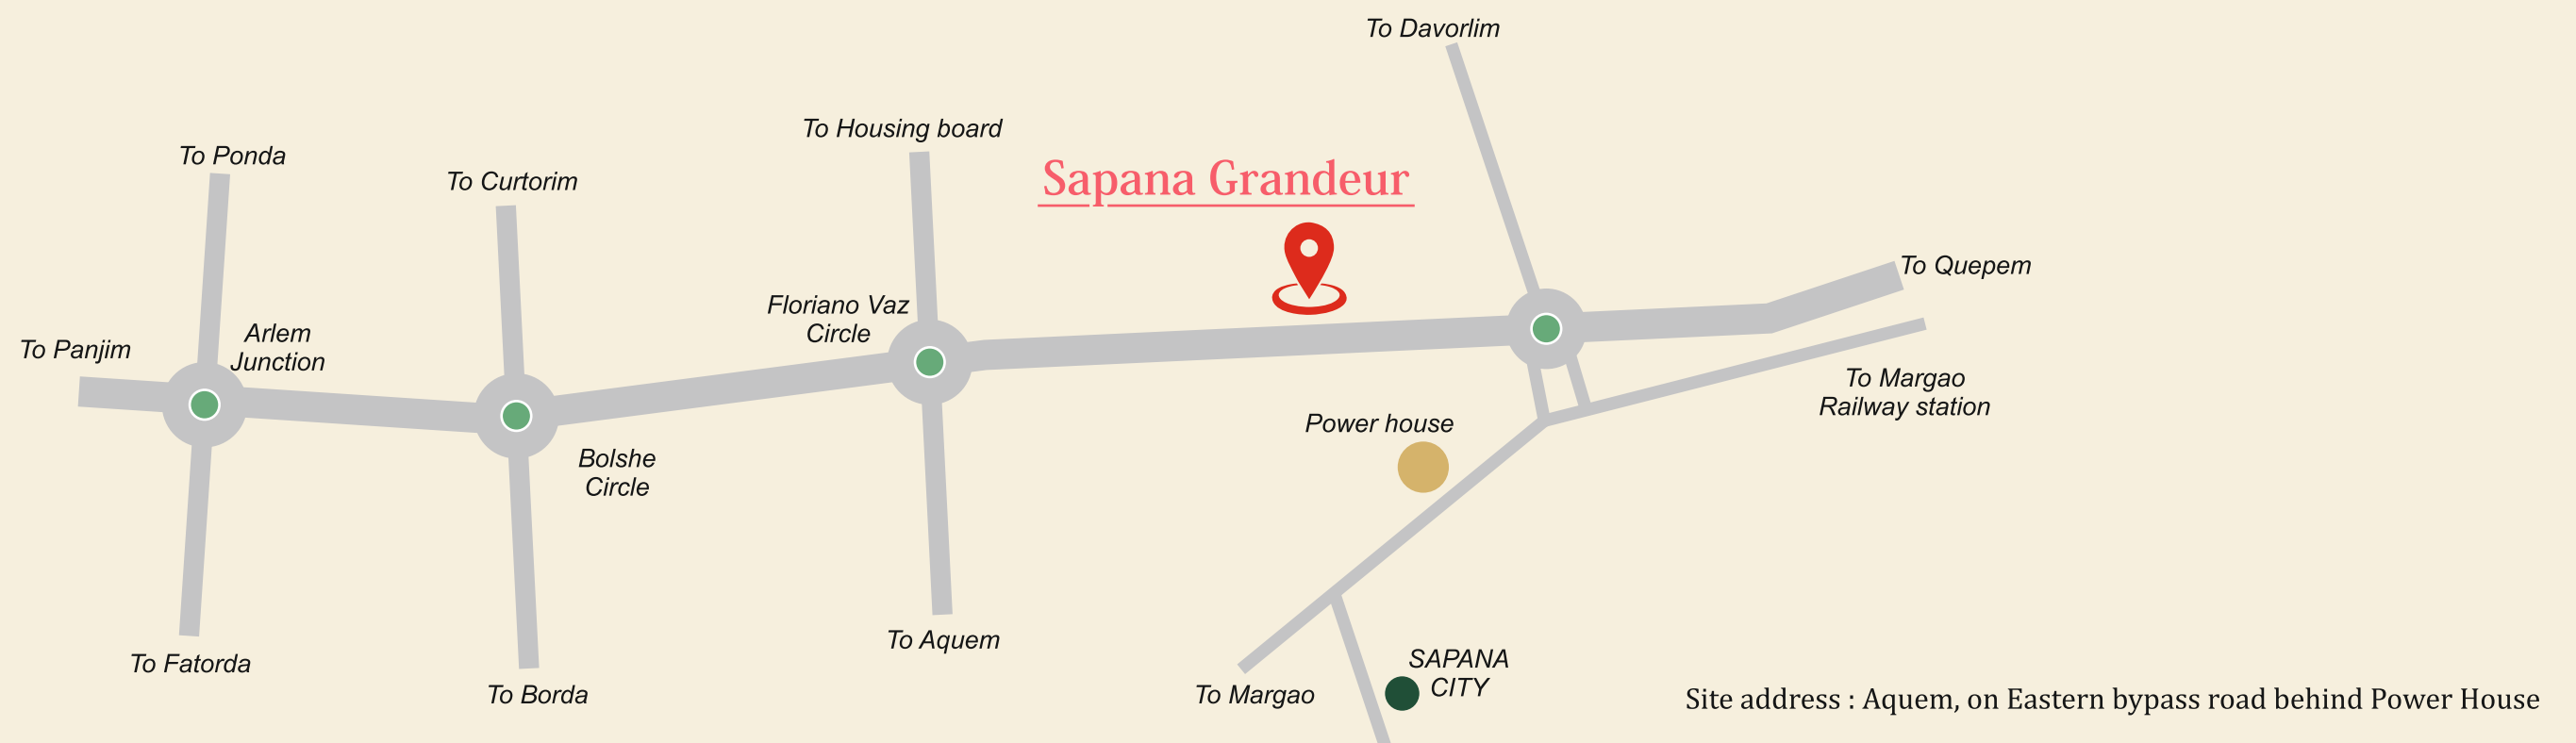 To Davorlim
To Housing board
To Ponda
To Curtorim
Sapana Grandeur
To Quepem
Floriano Vaz
Circle
Arlem
Junction
To Panjim
To Margao
Railway station
Power house
Bolshe
Circle
To Aquem
To Fatorda
To Borda
To Margao
SAPANA
CITY
Site address : Aquem, on Eastern bypass road behind Power House